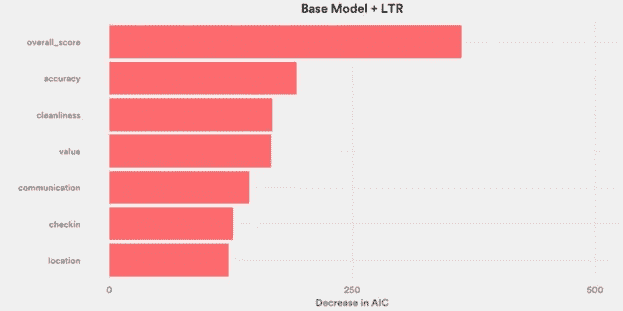 Base Model + LTR
overall_score
accuracy
cleanliness
value
communication
checkin
location
0
250
500
Decrease in AIC